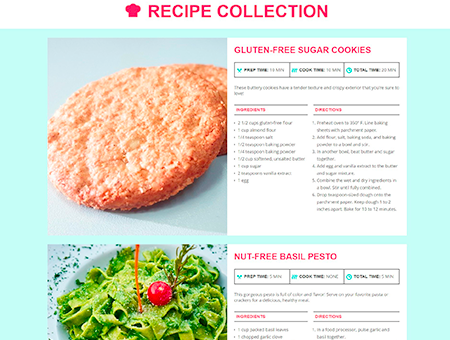 RECIPE COLLECTION
GLUTEN-FREE SUGAR COOKIES
PREP TIME: 10 MIN COOK TIME: 10 MIN TOTAL TIME: 20 MIN
These buttery cookies have a tender texture and crispy exterior that you're sure to
love!
INGREDIENTS
2 1/2 cups gluten-free flour
1 cup almond flour
1/4 teaspoon salt
1/2 teaspoon baking powder
1/4 teaspoon baking powder
1/2 cup softened, unsalted butter
1 cup sugar
2 teaspoons vanilla extract
1 egg
DIRECTIONS
1. Preheat oven to 350° F. Line baking
sheets with parchment paper.
2. Add flour, salt, baking soda, and baking
powder to a bowl and stir.
3. In another bowl, beat butter and sugar
together.
4. Add egg and vanilla extract to the butter
and sugar mixture.
5. Combine the wet and dry ingredients in
a bowl. Stir until fully combined.
6. Drop teaspoon-sized dough onto the
parchment paper. Keep dough 1 to 2
inches apart. Bake for 10 to 12 minutes.
NUT-FREE BASIL PESTO
PREP TIME: 5 MIN COOK TIME: NONE TOTAL TIME: 5 MIN
This gorgeous pesto is full of color and flavor. Serve on your favorite pasta or
crackers for a delicious, healthy meal.
INGREDIENTS
1 cup packed basil leaves
1 chopped garlic clove
DIRECTIONS
1. In a food processor, pulse garlic and
basil together.